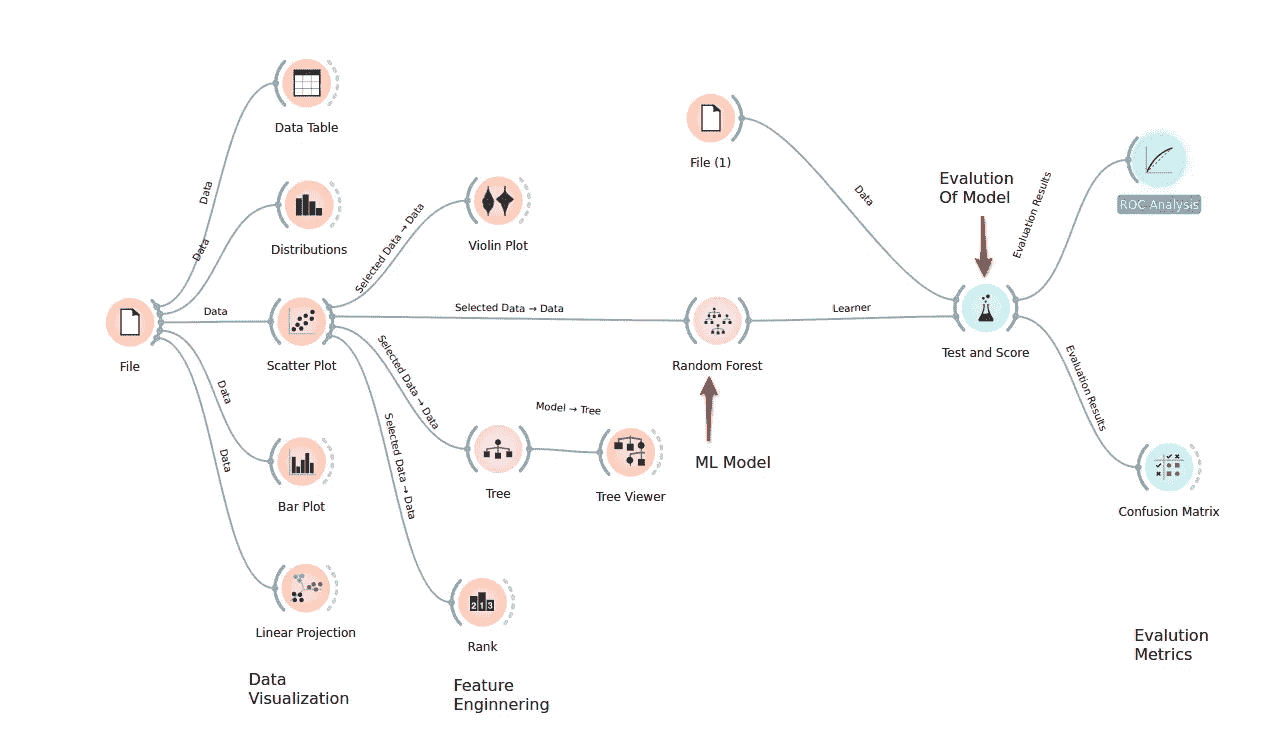 Data Table
File (1)
Evalution
Of Model
Evaluation Results
ROC Analysis
Data
Data
Data
Distributions
Selected Data → Data
Violin Plot
Data
Selected Data → Data
Learner
File
Scatter Plot
Random Forest
Test and Score
Data
Selected Data → Data
Model → Tree
Evaluation Results
Data
Selected Data → Data
ML Model
Bar Plot
Tree
Tree Viewer
Confusion Matrix
2 1 3
Linear Projection
Rank
Data
Visualization
Feature
Enginnering
Evalution
Metrics